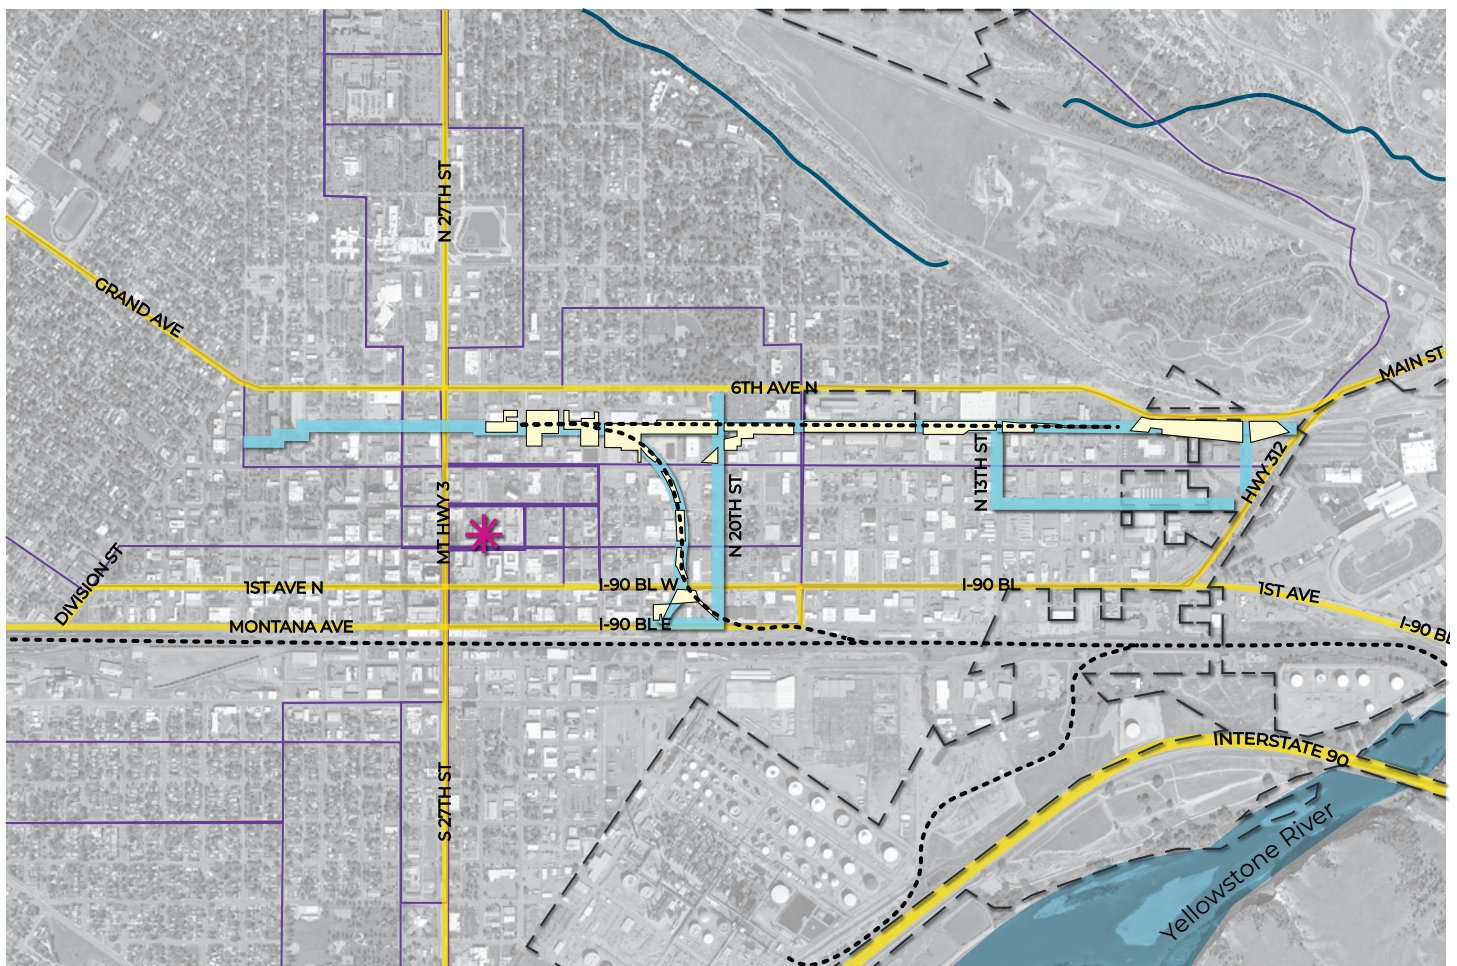 N 27TH ST
GRAND AVE
MAIN ST
6TH AVE N
N 13TH ST
HWY 312
MT HWY 3
N 20TH ST
DIVISION ST
1ST AVE N
I-90 BL W
I-90 BL
1ST AVE
MONTANA AVE
I-90 BL E
I-90 BL
INTERSTATE 90
S 27TH ST
Yellowstone River